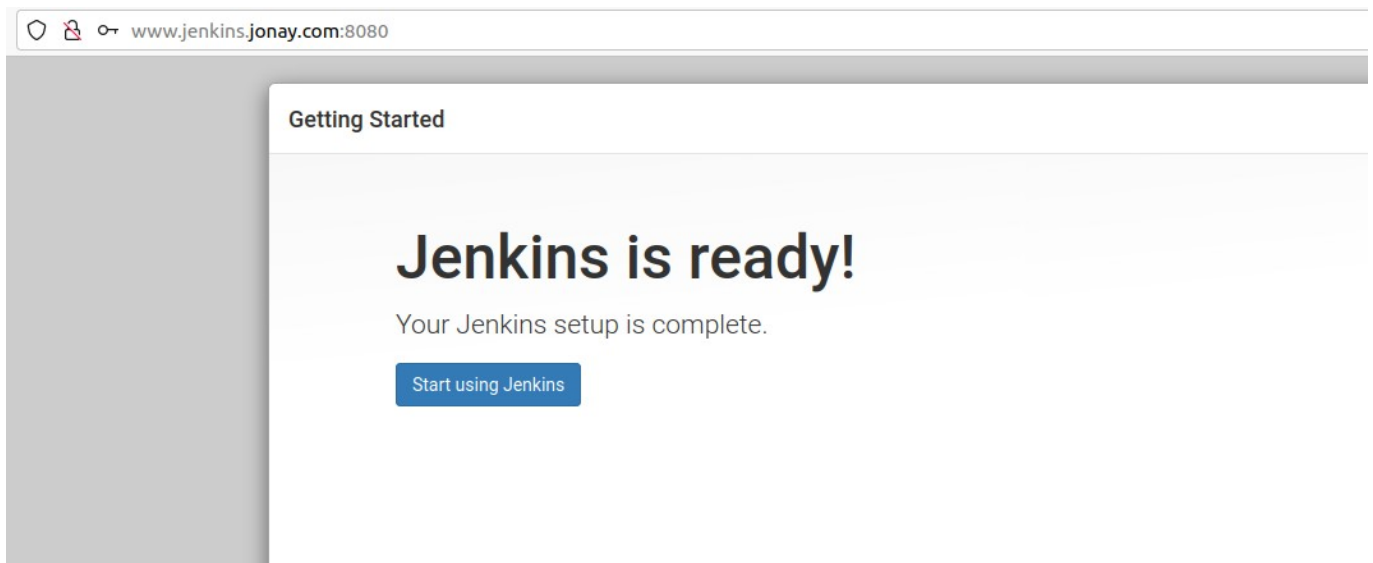 www.jenkins.jonay.com:8080
Getting Started
Jenkins is ready!
Your Jenkins setup is complete.
Start using Jenkins